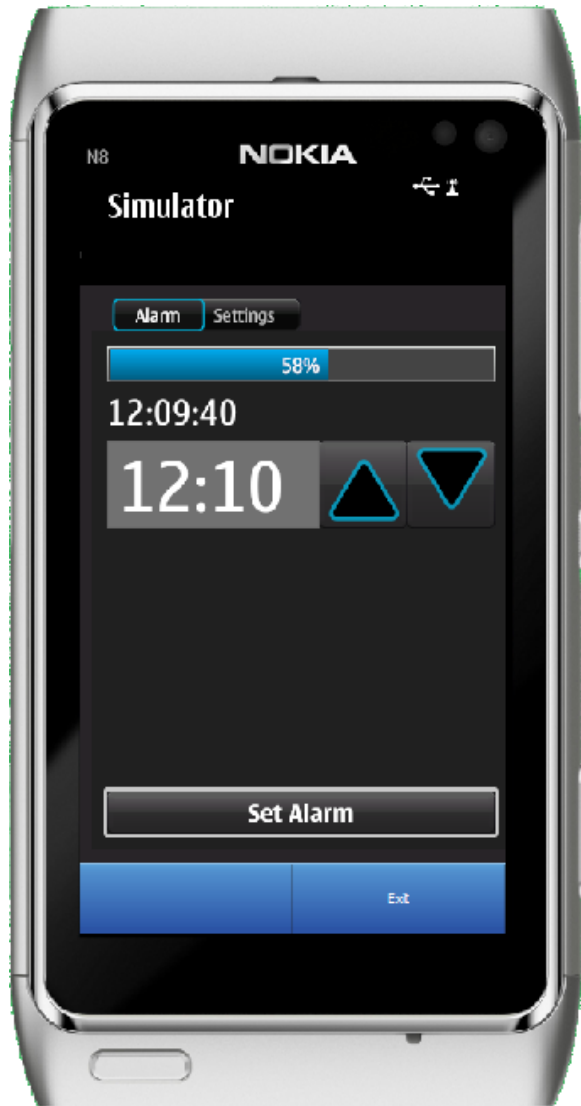 N8 NOKIA
Simulator
Alarm Settings
58%
12:09:40
12:10
Set Alarm
Exit